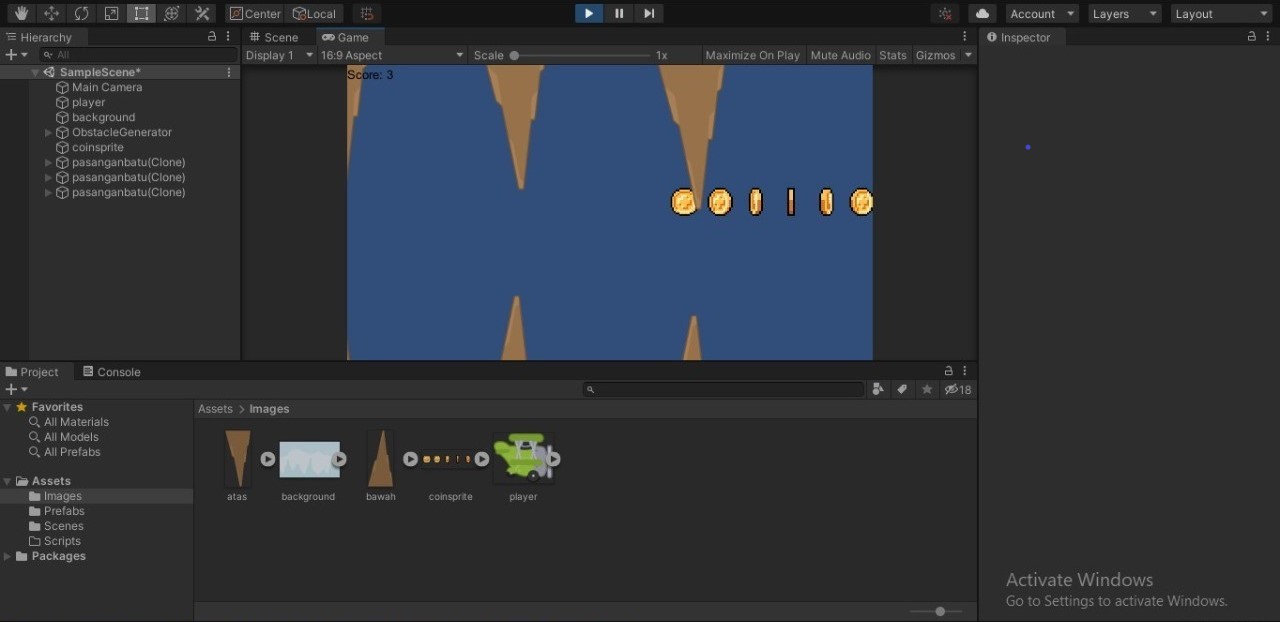 Center Local Account Layers Layout
Hierarchy Scene Game Inspector
All Display 1 16:9 Aspect Scale 1x Maximize On Play Mute Audio Stats Gizmos
SampleScene*
Main Camera
player
background
ObstacleGenerator
coinsprite
pasanganbatu(Clone)
pasanganbatu(Clone)
pasanganbatu(Clone)
Score: 3
Project Console
18
Favorites
All Materials
All Models
All Prefabs
Assets
Images
Prefabs
Scenes
Scripts
Packages
Assets > Images
atas background bawah coinsprite player
Activate Windows
Go to Settings to activate Windows.